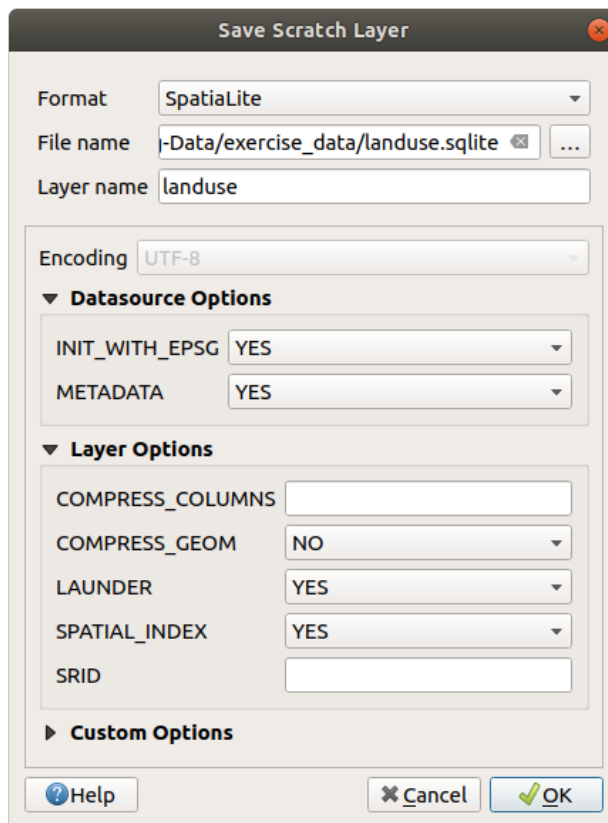 Save Scratch Layer
Format SpatiaLite
File name -Data/exercise_data/landuse.sqlite ...
Layer name landuse
Encoding UTF-8
Datasource Options
INIT_WITH_EPSG YES
METADATA YES
Layer Options
COMPRESS_COLUMNS
COMPRESS_GEOM NO
LAUNDER YES
SPATIAL_INDEX YES
SRID
Custom Options
Help Cancel OK